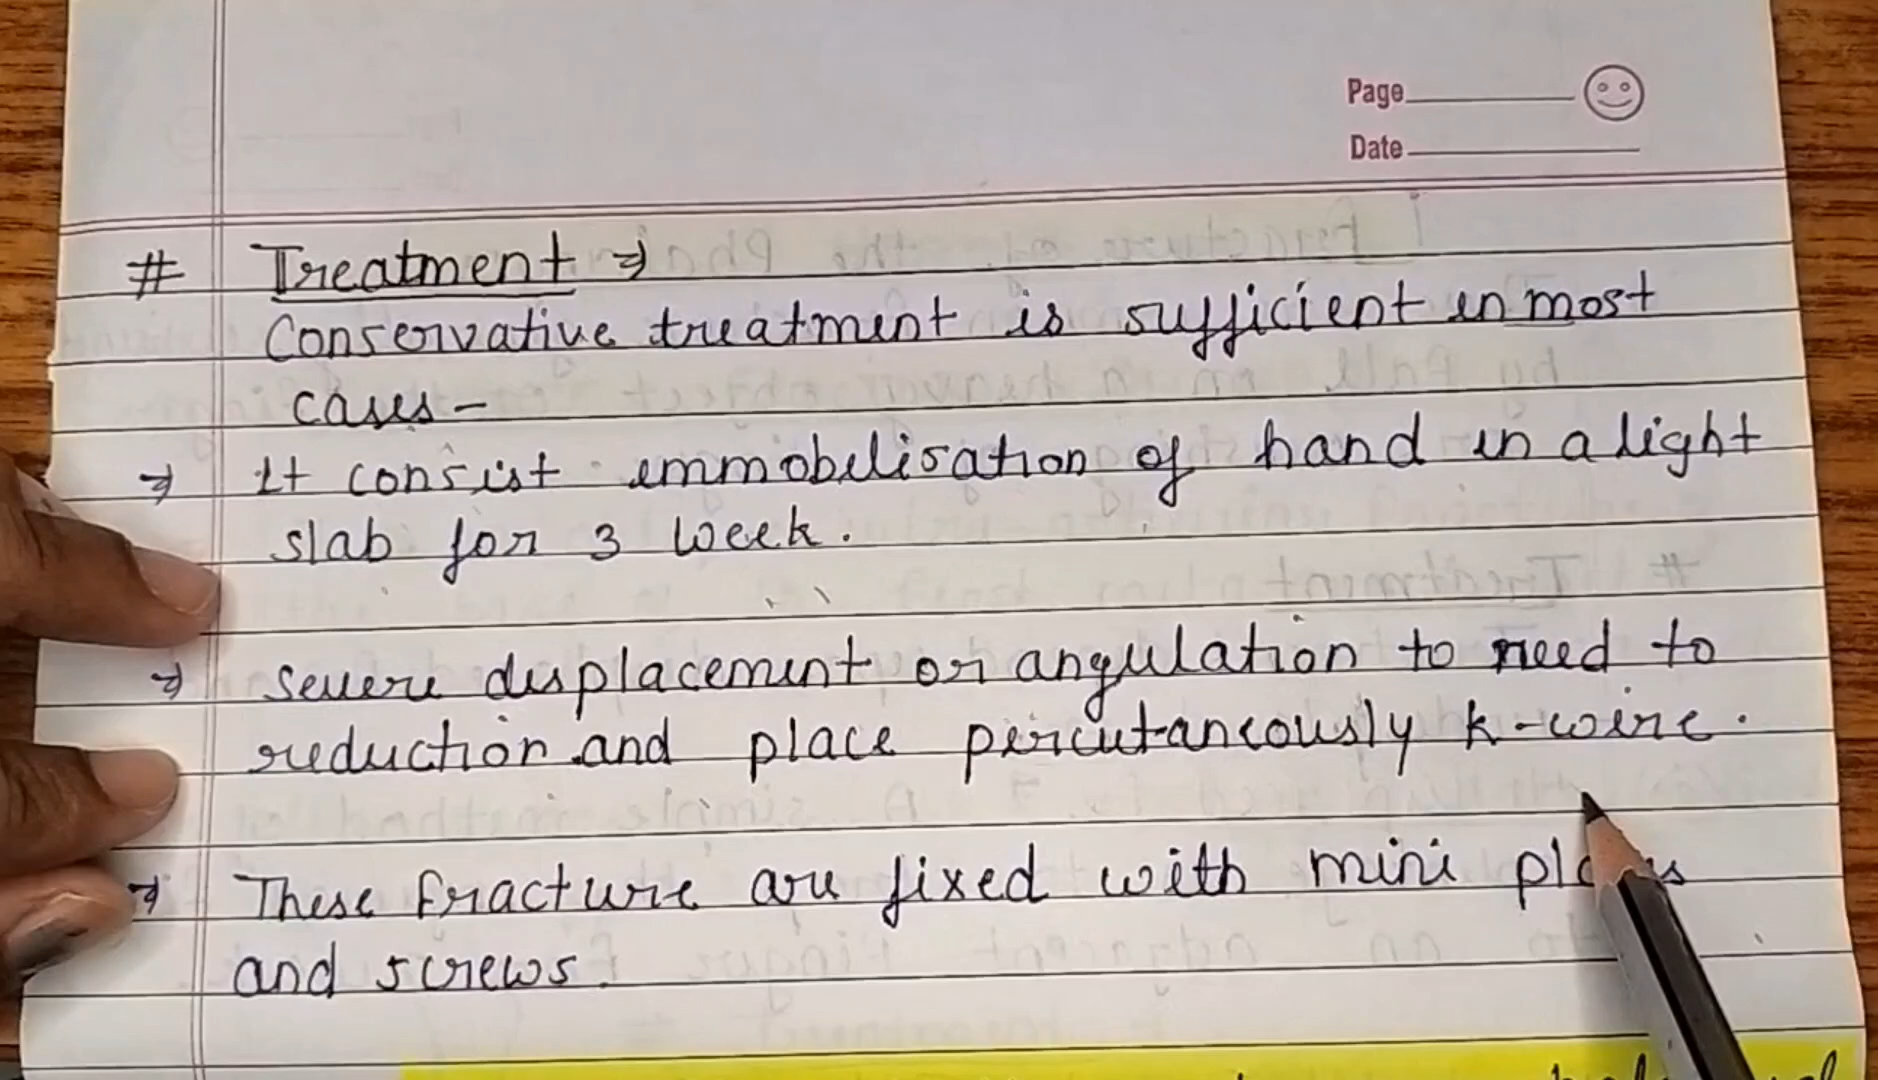 Page
Date
# Treatment ⇒
Conservative treatment is sufficient in most
cases -
⇒ It consist immobilisation of hand in a light
slab for 3 week.
⇒ severe displacement or angulation to need to
reduction and place percutaneously k-wire.
⇒ These fracture are fixed with mini
and screws.